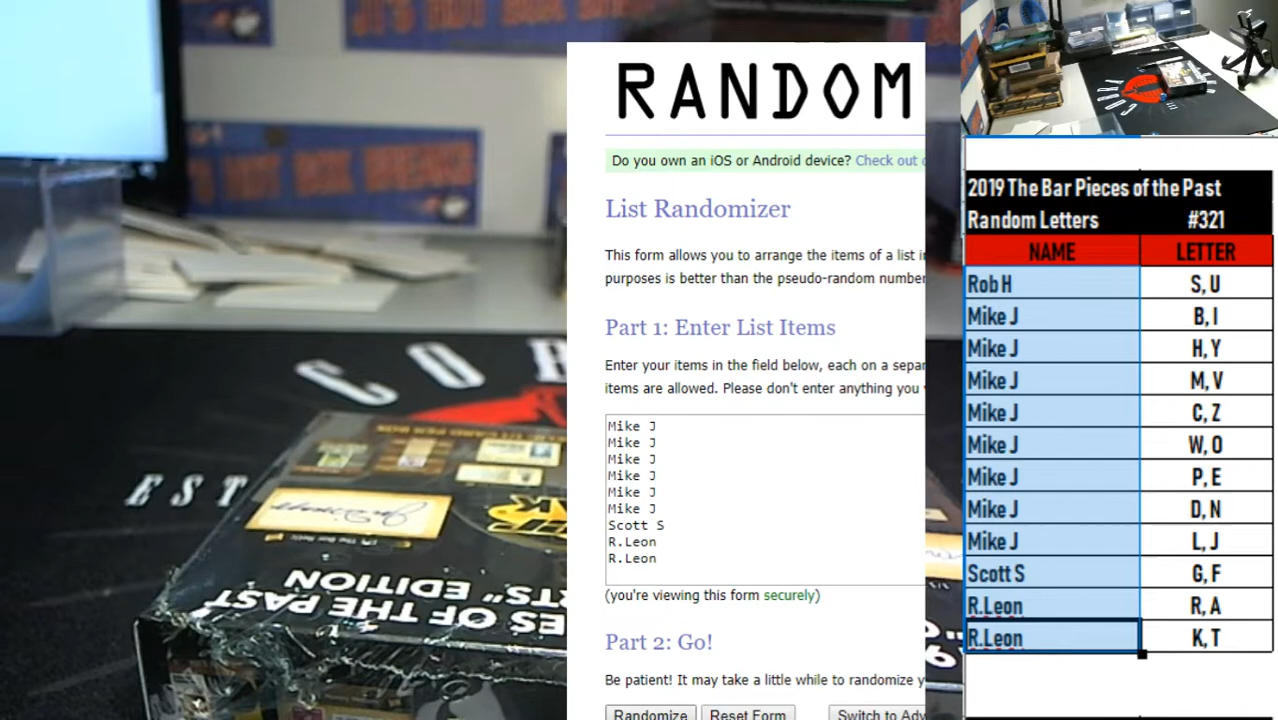 RANDOM
Do you own an iOS or Android device? Check out
List Randomizer
This form allows you to arrange the items of a list
purposes is better than the pseudo-random number
Part 1: Enter List Items
Enter your items in the field below, each on a
items are allowed. Please don't enter anything you
Mike J
Mike J
Mike J
Mike J
Mike J
Mike J
Scott S
R.Leon
R.Leon
(you're viewing this form securely)
Part 2: Go!
Be patient! It may take a little while to randomize
Randomize Reset Form Switch to
2019 The Bar Pieces of the Past
Random Letters #321
NAME LETTER
Rob H S, U
Mike J B, I
Mike J H, Y
Mike J M, V
Mike J C, Z
Mike J W, O
Mike J P, E
Mike J D, N
Mike J L, J
Scott S G, F
R.Leon R, A
R.Leon K, T
EST
OF THE PAST
EDITION